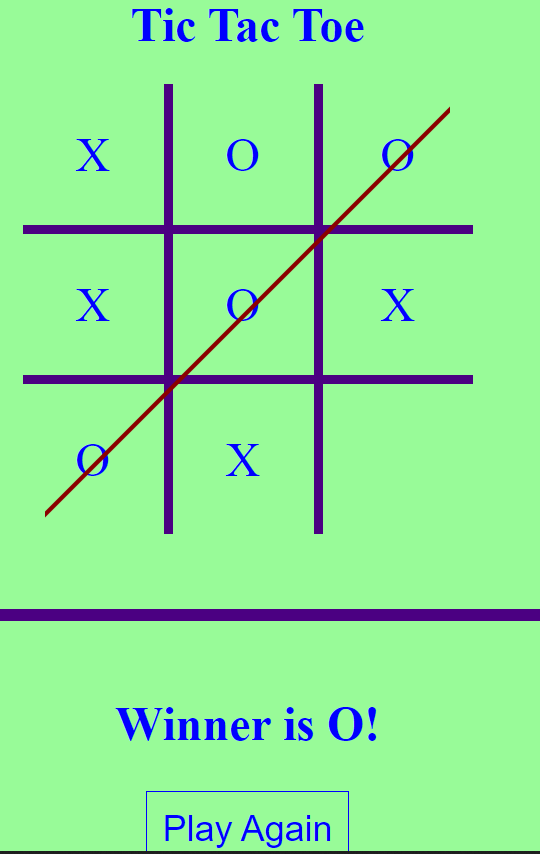 Tic Tac Toe
X O O
X O X
O X
Winner is O!
Play Again